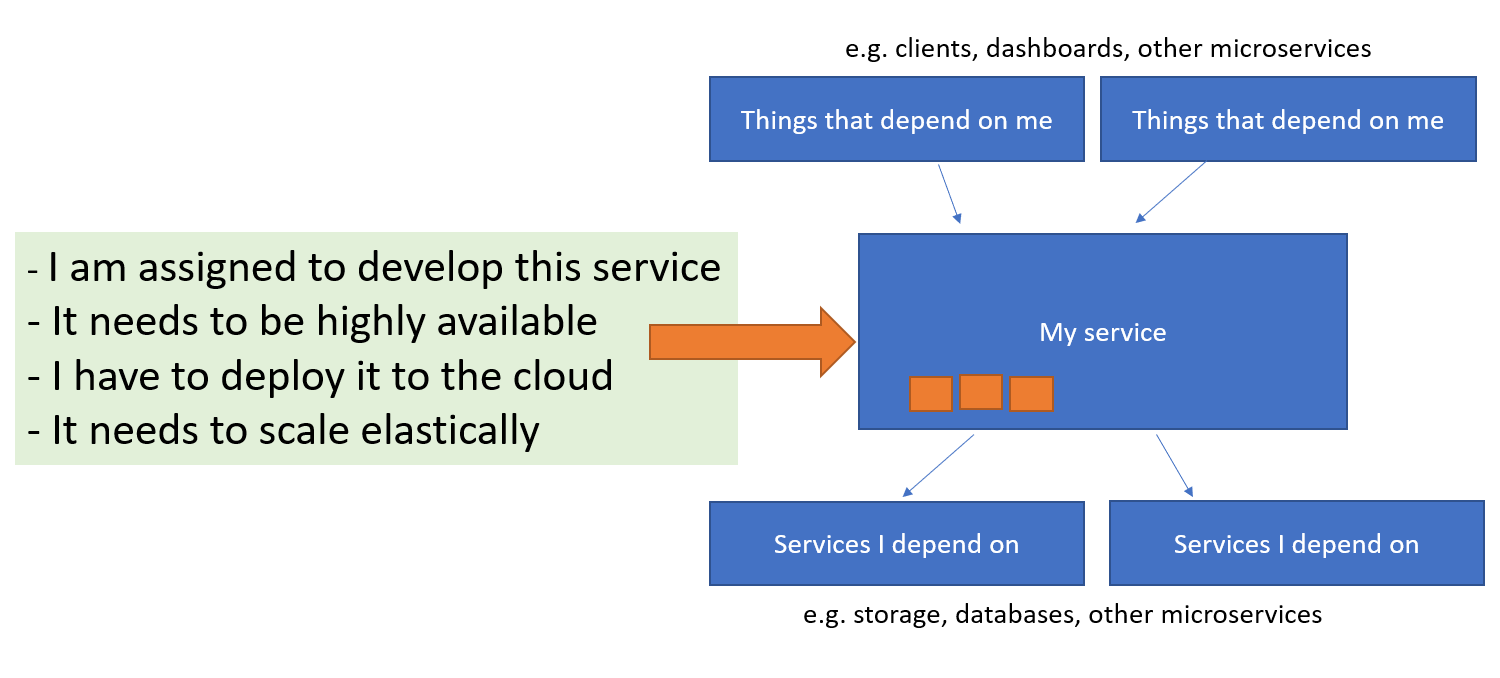 e.g. clients, dashboards, other microservices
Things that depend on me
Things that depend on me
- I am assigned to develop this service
- It needs to be highly available
- I have to deploy it to the cloud
- It needs to scale elastically
My service
Services I depend on
Services I depend on
e.g. storage, databases, other microservices